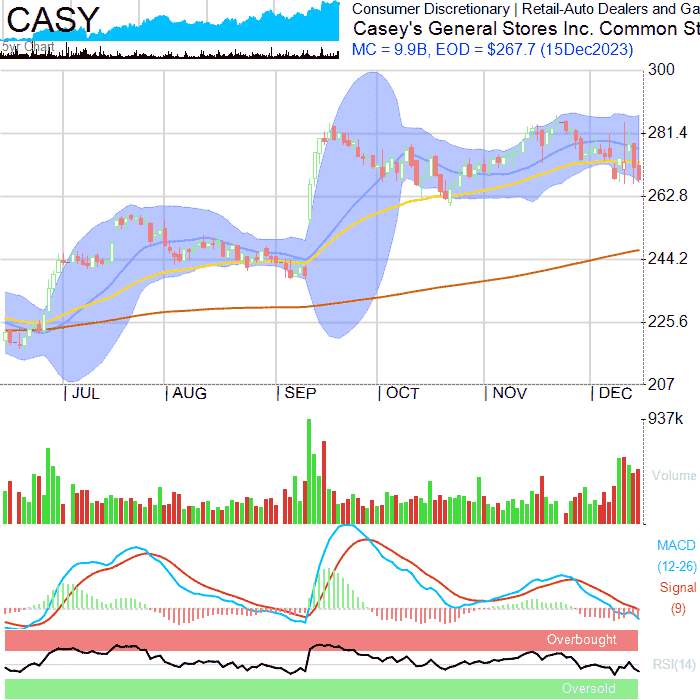 CASY
5yr Chart
Consumer Discretionary | Retail-Auto Dealers and Ga
Casey's General Stores Inc. Common St
MC = 9.9B, EOD = $267.7 (15Dec2023)
300
281.4
262.8
244.2
225.6
207
| JUL | AUG | SEP | OCT | NOV | DEC
937k
Volume
MACD
(12-26)
Signal
(9)
Overbought
RSI(14)
Oversold